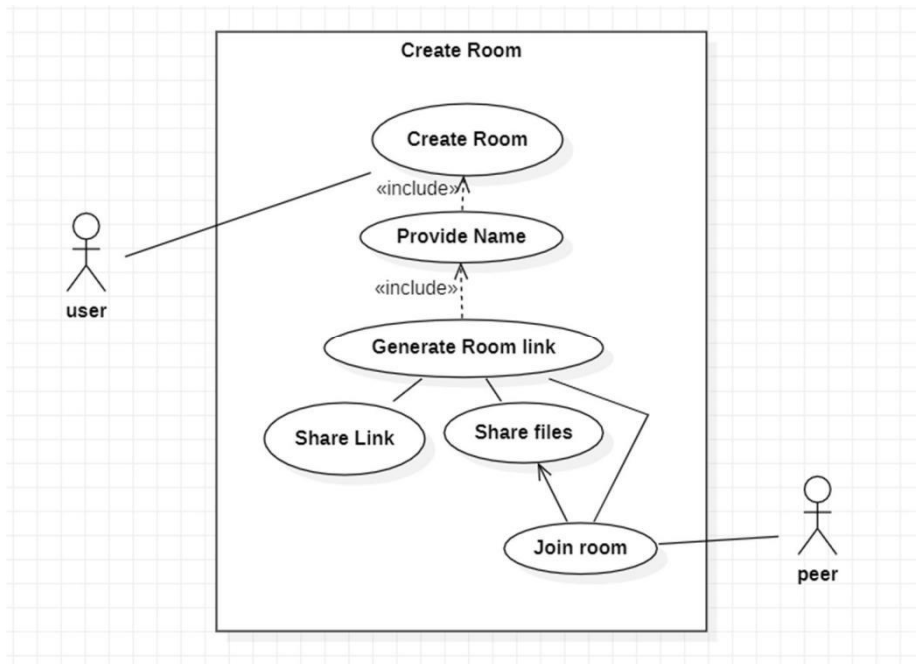 Create Room
Create Room
«include»
Provide Name
user
«include»
Generate Room link
Share Link
Share files
Join room
peer